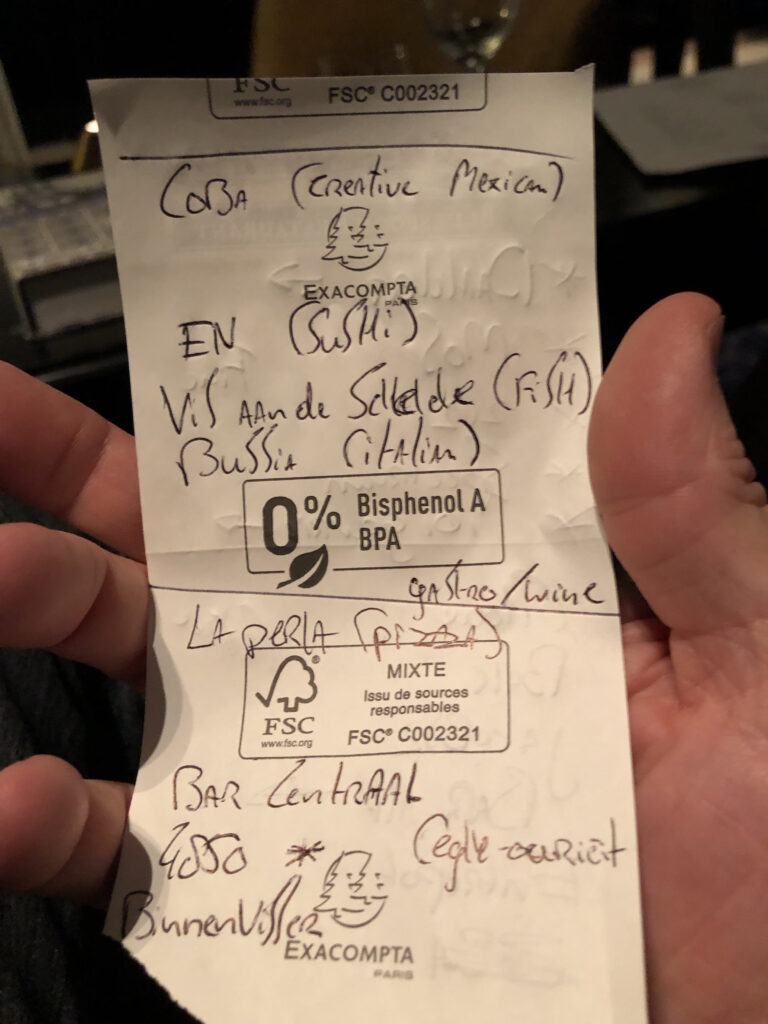 FSC
www.fsc.org FSC® C002321
CoBA (Creative Mexican)
EXACOMPTA
PARIS
EN (SuSHi)
Vis AAn de Schelde (FiSH)
BuSSiA (itAliAn)
0% Bisphenol A
BPA
gAStro/wine
LA perlA (pizza)
MIXTE
Issu de sources
responsables
FSC
www.fsc.org FSC® C002321
BAR CentrAAL
4850 *
BinnenVisser
EXACOMPTA
PARIS